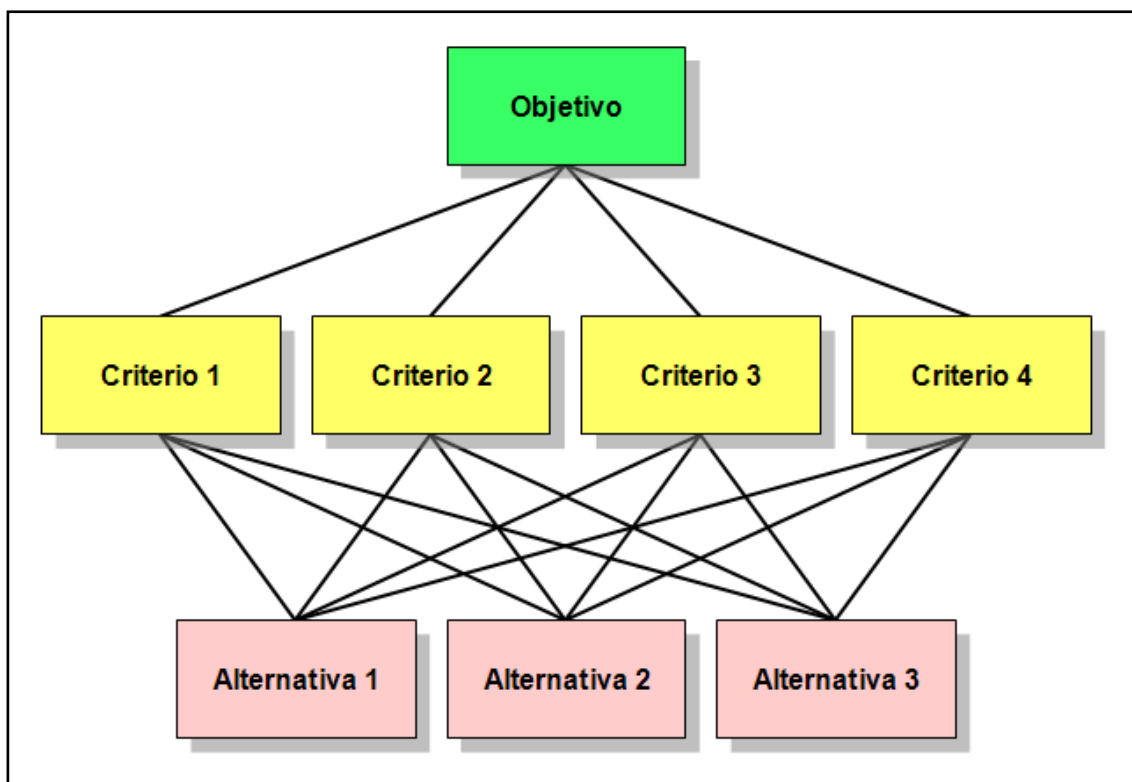 Objetivo
Criterio 1
Criterio 2
Criterio 3
Criterio 4
Alternativa 1
Alternativa 2
Alternativa 3